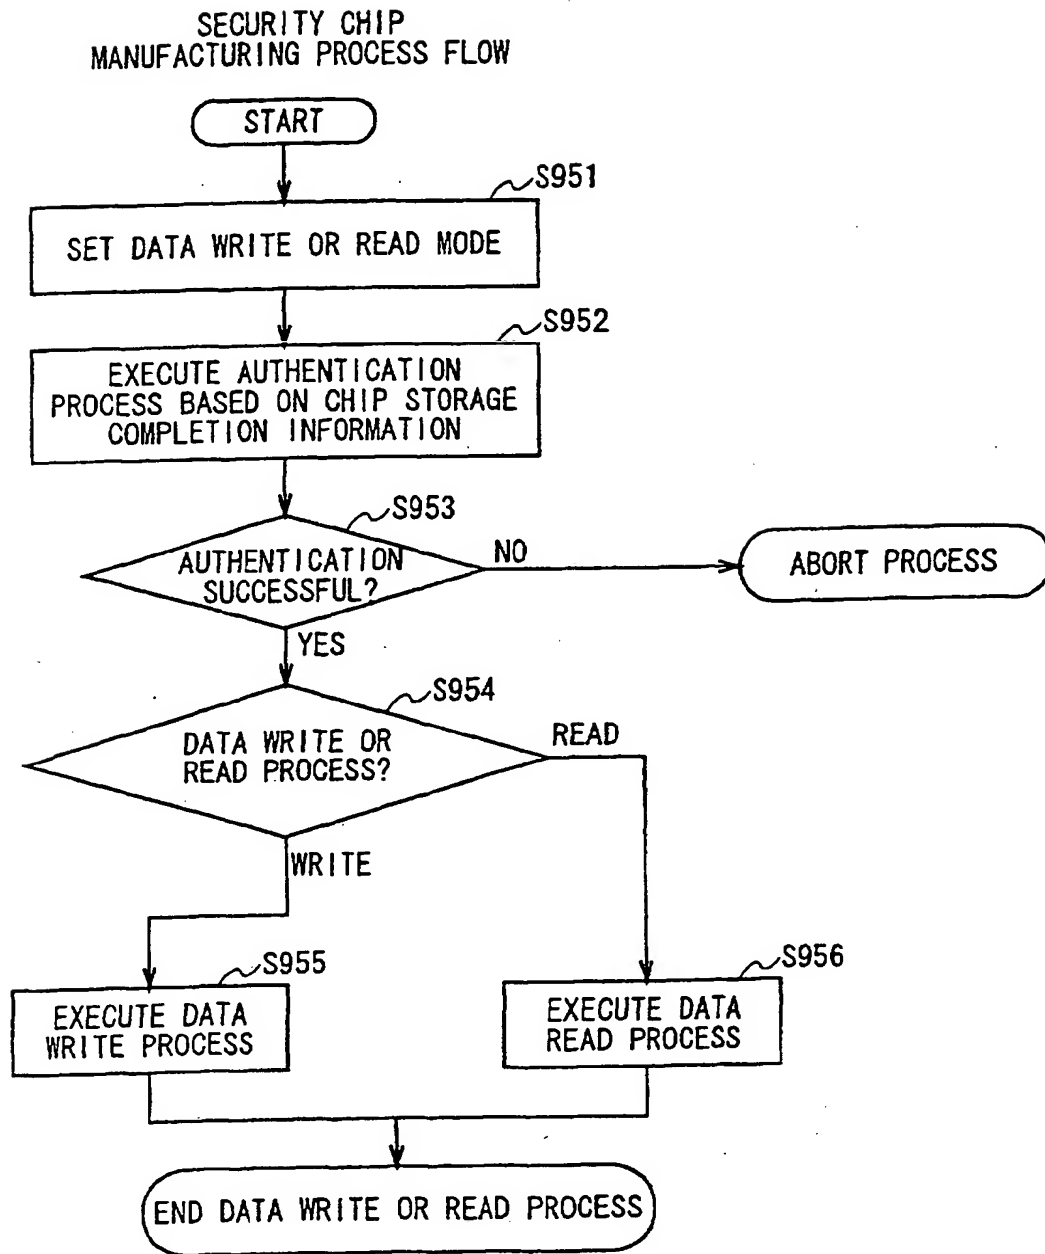 SECURITY CHIP
MANUFACTURING PROCESS FLOW
START
S951
SET DATA WRITE OR READ MODE
S952
EXECUTE AUTHENTICATION
PROCESS BASED ON CHIP STORAGE
COMPLETION INFORMATION
S953
AUTHENTICATION
SUCCESSFUL?
NO
ABORT PROCESS
YES
S954
DATA WRITE OR
READ PROCESS?
READ
WRITE
S955
EXECUTE DATA
WRITE PROCESS
S956
EXECUTE DATA
READ PROCESS
END DATA WRITE OR READ PROCESS